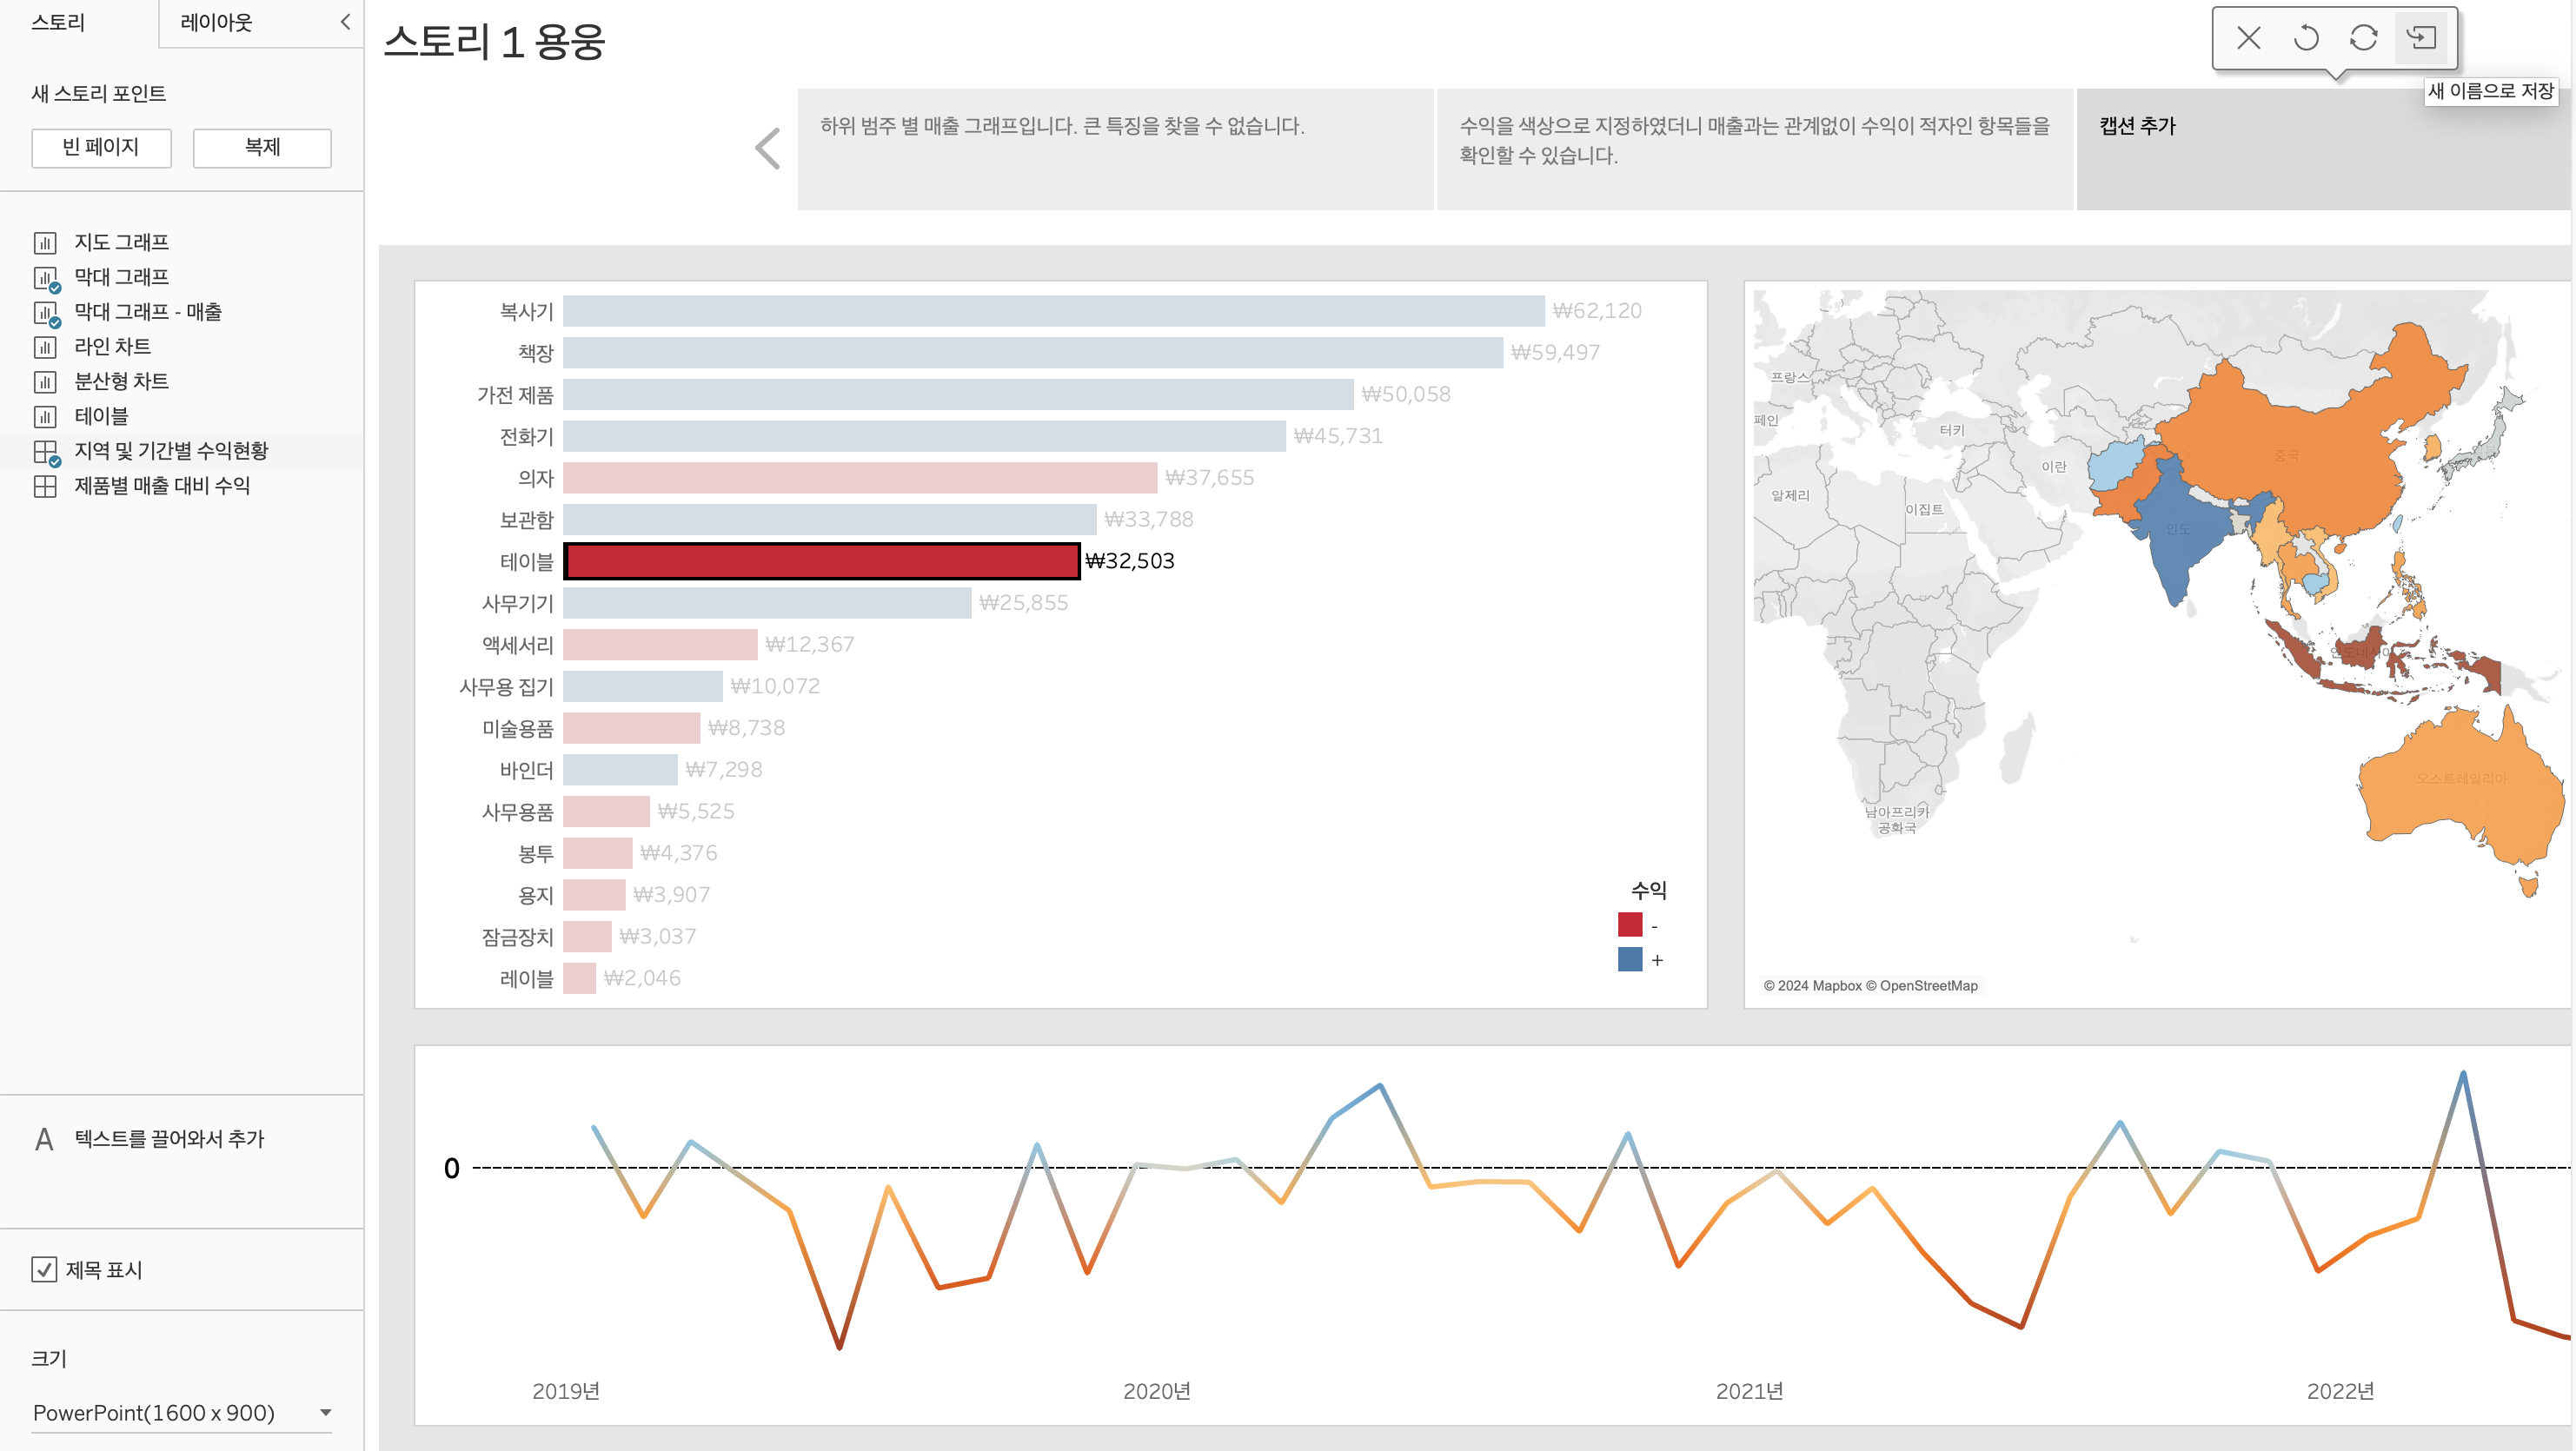 스토리
레이아웃
새 스토리 포인트
빈 페이지
복제
지도 그래프
막대 그래프
막대 그래프 - 매출
라인 차트
분산형 차트
테이블
지역 및 기간별 수익현황
제품별 매출 대비 수익
A 텍스트를 끌어와서 추가
제목 표시
크기
PowerPoint(1600 x 900)
스토리 1 용웅
새 이름으로 저장
하위 범주 별 매출 그래프입니다. 큰 특징을 찾을 수 없습니다.
수익을 색상으로 지정하였더니 매출과는 관계없이 수익이 적자인 항목들을
확인할 수 있습니다.
캡션 추가
복사기 ₩62,120
책장 ₩59,497
가전 제품 ₩50,058
전화기 ₩45,731
의자 ₩37,655
보관함 ₩33,788
테이블 ₩32,503
사무기기 ₩25,855
액세서리 ₩12,367
사무용 집기 ₩10,072
미술용품 ₩8,738
바인더 ₩7,298
사무용품 ₩5,525
봉투 ₩4,376
용지 ₩3,907
잠금장치 ₩3,037
레이블 ₩2,046
수익
-
+
프랑스
페인
터키
이란
알제리
이집트
중국
인도
인도네시아
오스트레일리아
남아프리카
공화국
© 2024 Mapbox © OpenStreetMap
0
2019년
2020년
2021년
2022년